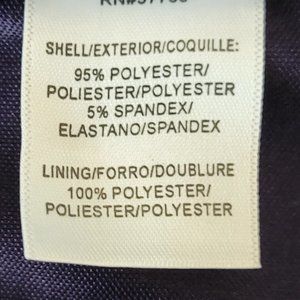 SHELL/EXTERIOR/COQUILLE:
95% POLYESTER/
POLIESTER/POLYESTER
5% SPANDEX/
ELASTANO/SPANDEX
LINING/FORRO/DOUBLURE
100% POLYESTER/
POLIESTER/POLYESTER